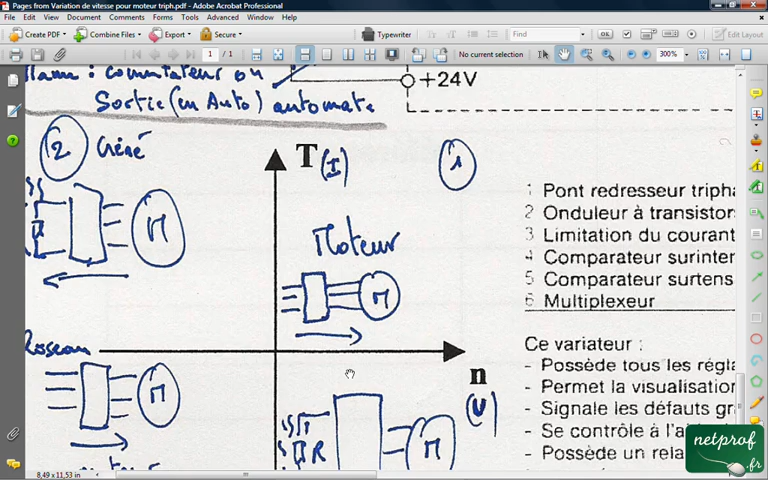 Pages from Variation de vitesse pour moteur triph.pdf - Adobe Acrobat Professional
File Edit View Document Comments Forms Tools Advanced Window Help
Create PDF Combine Files Export Secure Typewriter Find Edit Layout
1 / 1 No current selection 300%
commutateur ou
Sortie (en Auto) automate
+24V
2 Géné
T (I)
1
M
Moteur
M
Réseau
n
(U)
M
R
M
1 Pont redresseur tripha
2 Onduleur à transistor
3 Limitation du courant
4 Comparateur surinter
5 Comparateur surtens
6 Multiplexeur
Ce variateur :
- Possède tous les régla
- Permet la visualisation
- Signale les défauts gr
- Se contrôle à l'ai
- Possède un rela
netprof
.fr
8,49 x 11,53 in